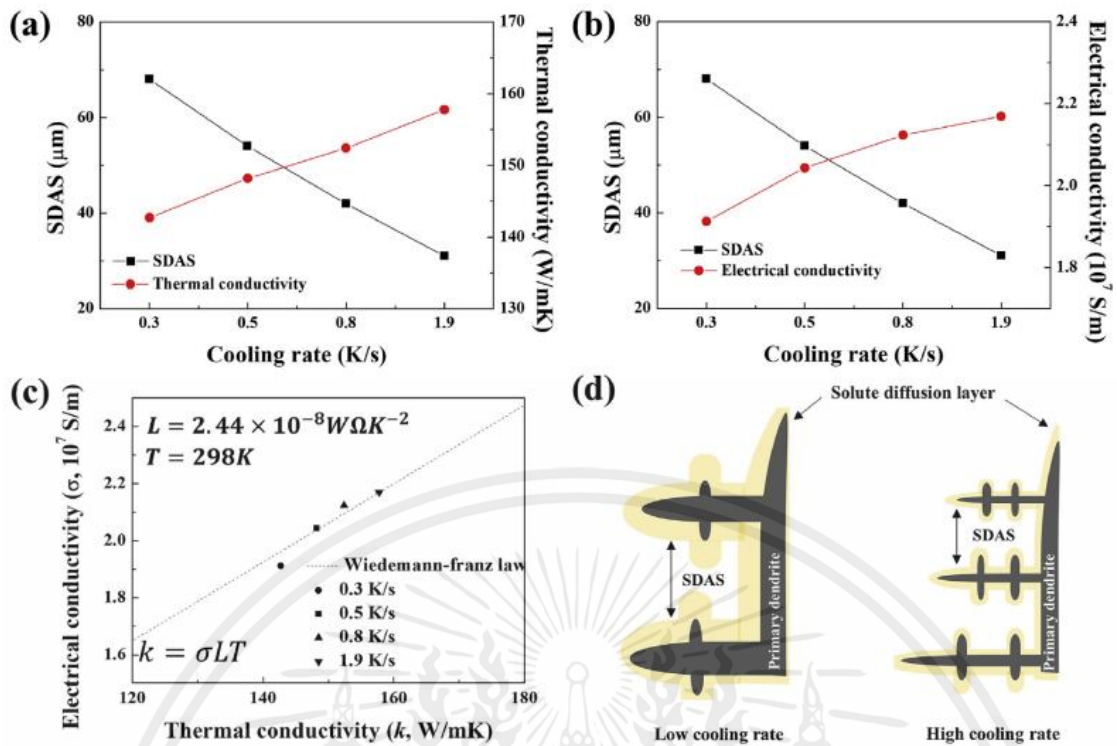 (a)
80
60
40
20
SDAS (μm)
170
160
150
140
130
Thermal conductivity (W/mK)
SDAS
Thermal conductivity
0.3 0.5 0.8 1.9
Cooling rate (K/s)
(b)
80
60
40
20
SDAS (μm)
2.4
2.2
2.0
1.8
Electrical conductivity (10⁷ S/m)
SDAS
Electrical conductivity
0.3 0.5 0.8 1.9
Cooling rate (K/s)
(c)
2.4
2.2
2.0
1.8
1.6
Electrical conductivity (σ, 10⁷ S/m)
L = 2.44 × 10⁻⁸WΩK⁻²
T = 298K
Wiedemann-franz law
0.3 K/s
0.5 K/s
0.8 K/s
1.9 K/s
k = σLT
120 140 160 180
Thermal conductivity (k, W/mK)
(d)
Solute diffusion layer
SDAS
Primary dendrite
SDAS
Primary dendrite
Low cooling rate
High cooling rate